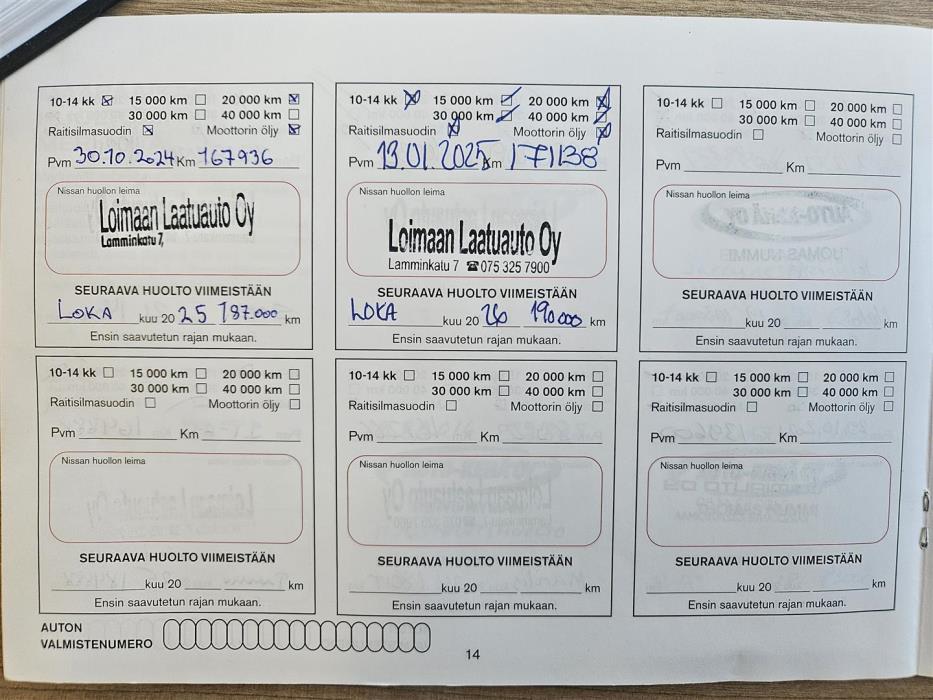 10-14 kk ☒ 15 000 km ☐ 20 000 km ☒
30 000 km ☐ 40 000 km ☐
Raitisilmasuodin ☒ Moottorin öljy ☒
Pvm 30.10.2024 Km 167936
Nissan huollon leima
Loimaan Laatuauto Oy
Lamminkatu 7,
SEURAAVA HUOLTO VIIMEISTÄÄN
LOKA kuu 20 25 187.000 km
Ensin saavutetun rajan mukaan.
10-14 kk ☒ 15 000 km ☑ 20 000 km ☒
30 000 km ☑ 40 000 km ☑
Raitisilmasuodin ☒ Moottorin öljy ☒
Pvm 19.01.2025 Km 171138
Nissan huollon leima
Loimaan Laatuauto Oy
Lamminkatu 7 ☎ 075 325 7900
SEURAAVA HUOLTO VIIMEISTÄÄN
LOKA kuu 20 26 190000 km
Ensin saavutetun rajan mukaan.
10-14 kk ☐ 15 000 km ☐ 20 000 km ☐
30 000 km ☐ 40 000 km ☐
Raitisilmasuodin ☐ Moottorin öljy ☐
Pvm Km
Nissan huollon leima
SEURAAVA HUOLTO VIIMEISTÄÄN
kuu 20 km
Ensin saavutetun rajan mukaan.
10-14 kk ☐ 15 000 km ☐ 20 000 km ☐
30 000 km ☐ 40 000 km ☐
Raitisilmasuodin ☐ Moottorin öljy ☐
Pvm Km
Nissan huollon leima
SEURAAVA HUOLTO VIIMEISTÄÄN
kuu 20 km
Ensin saavutetun rajan mukaan.
10-14 kk ☐ 15 000 km ☐ 20 000 km ☐
30 000 km ☐ 40 000 km ☐
Raitisilmasuodin ☐ Moottorin öljy ☐
Pvm Km
Nissan huollon leima
SEURAAVA HUOLTO VIIMEISTÄÄN
kuu 20 km
Ensin saavutetun rajan mukaan.
10-14 kk ☐ 15 000 km ☐ 20 000 km ☐
30 000 km ☐ 40 000 km ☐
Raitisilmasuodin ☐ Moottorin öljy ☐
Pvm Km
Nissan huollon leima
SEURAAVA HUOLTO VIIMEISTÄÄN
kuu 20 km
Ensin saavutetun rajan mukaan.
AUTON
VALMISTENUMERO
14